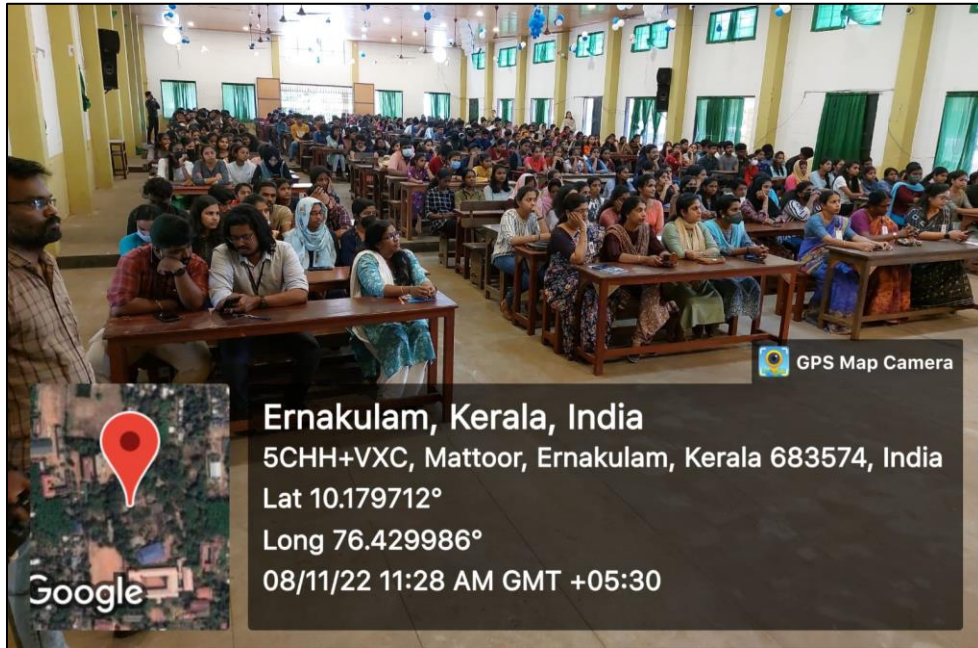 GPS Map Camera
Ernakulam, Kerala, India
5CHH+VXC, Mattoor, Ernakulam, Kerala 683574, India
Lat 10.179712°
Long 76.429986°
08/11/22 11:28 AM GMT +05:30
Google